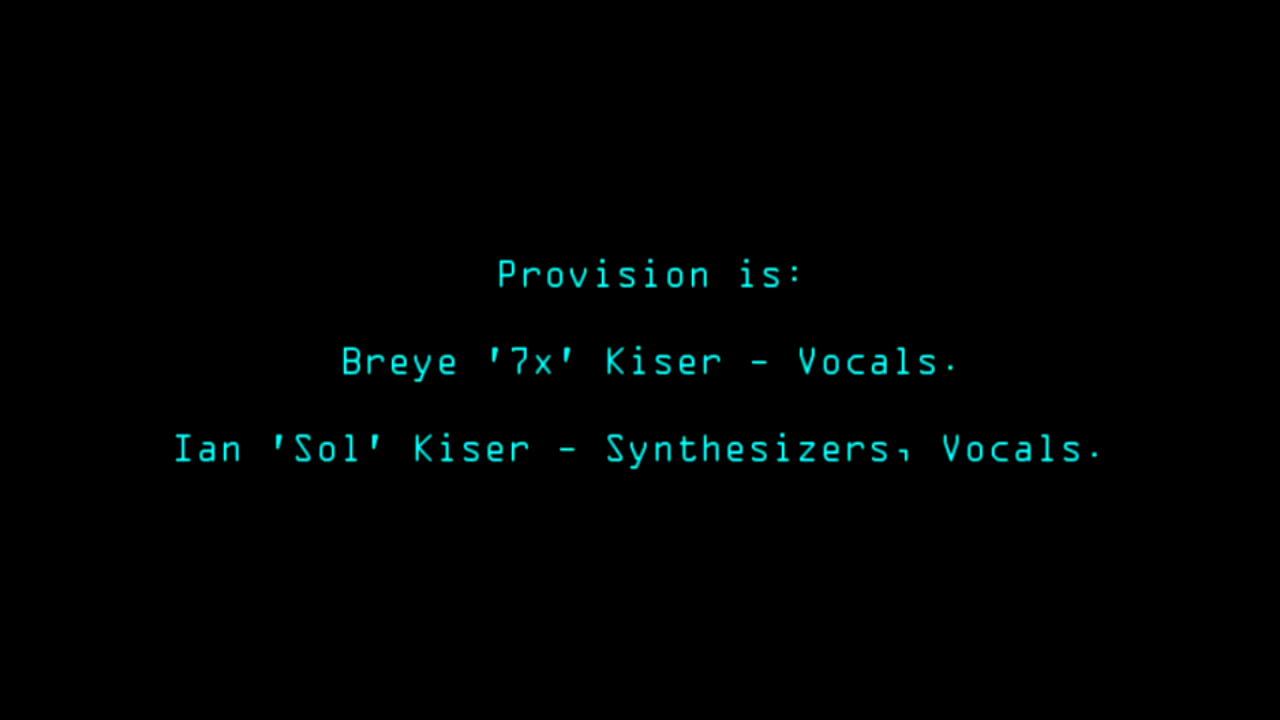 Provision is:
Breye '7x' Kiser - Vocals.
Ian 'Sol' Kiser - Synthesizers, Vocals.